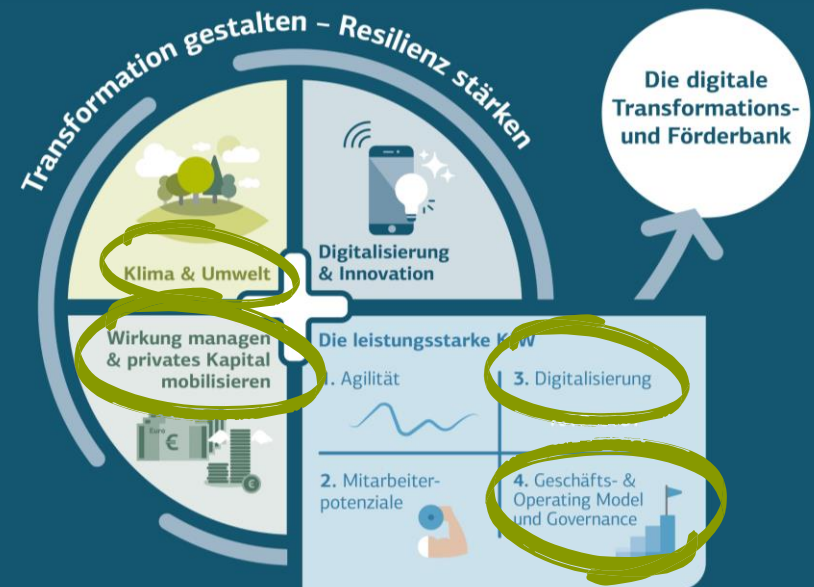 Transformation gestalten – Resilienz stärken
Die digitale
Transformations-
und Förderbank
Klima & Umwelt
Digitalisierung
& Innovation
Wirkung managen
& privates Kapital
mobilisieren
Euro
€
€
Die leistungsstarke KfW
1. Agilität
3. Digitalisierung
2. Mitarbeiter-
potenziale
4. Geschäfts- &
Operating Model
und Governance